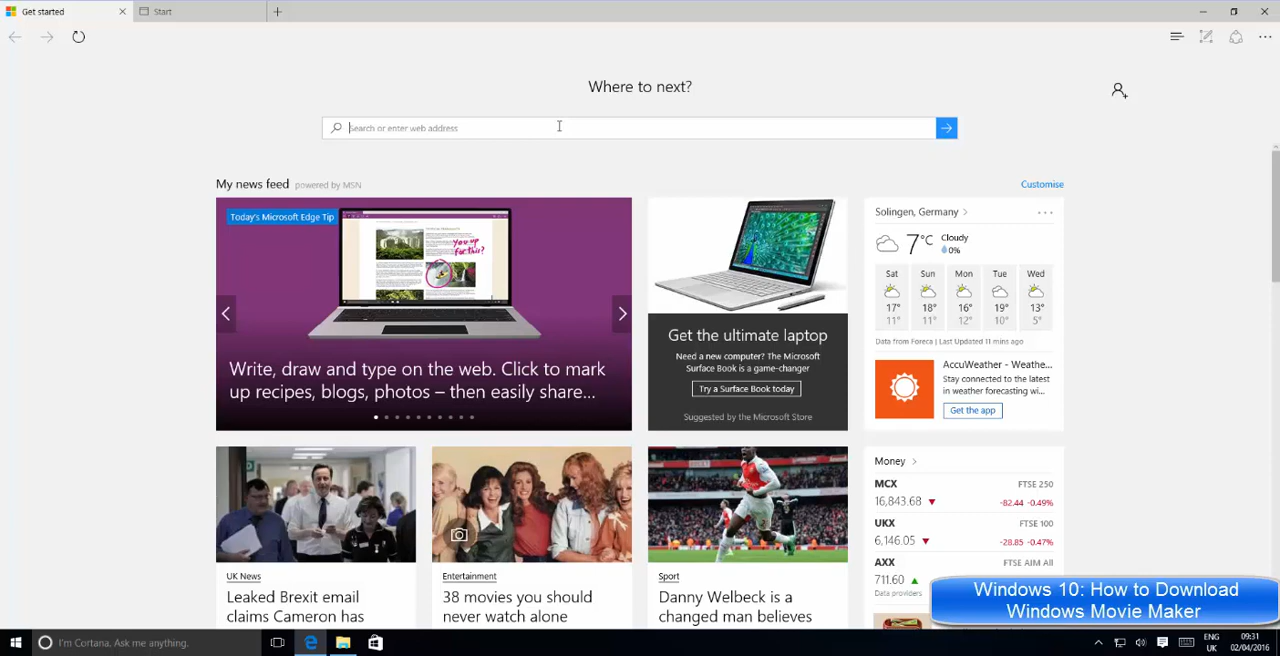 Get started
Start
Where to next?
Search or enter web address
My news feed powered by MSN
Customise
Today's Microsoft Edge Tip
you up
for this?
Write, draw and type on the web. Click to mark
up recipes, blogs, photos – then easily share...
Get the ultimate laptop
Need a new computer? The Microsoft
Surface Book is a game-changer
Try a Surface Book today
Suggested by the Microsoft Store
Solingen, Germany
7°C Cloudy
0%
Sat Sun Mon Tue Wed
17° 18° 16° 19° 13°
11° 11° 12° 10° 5°
Data from Foreca | Last Updated 11 mins ago
AccuWeather - Weathe...
Stay connected to the latest
in weather forecasting wi...
Get the app
UK News
Leaked Brexit email
claims Cameron has
Entertainment
38 movies you should
never watch alone
Sport
Danny Welbeck is a
changed man believes
Money
MCX FTSE 250
16,843.68 -82.44 -0.49%
UKX FTSE 100
6,146.05 -28.85 -0.47%
AXX FTSE AIM All
711.60
Data providers
Windows 10: How to Download
Windows Movie Maker
I'm Cortana. Ask me anything.
ENG
UK
09:31
02/04/2016